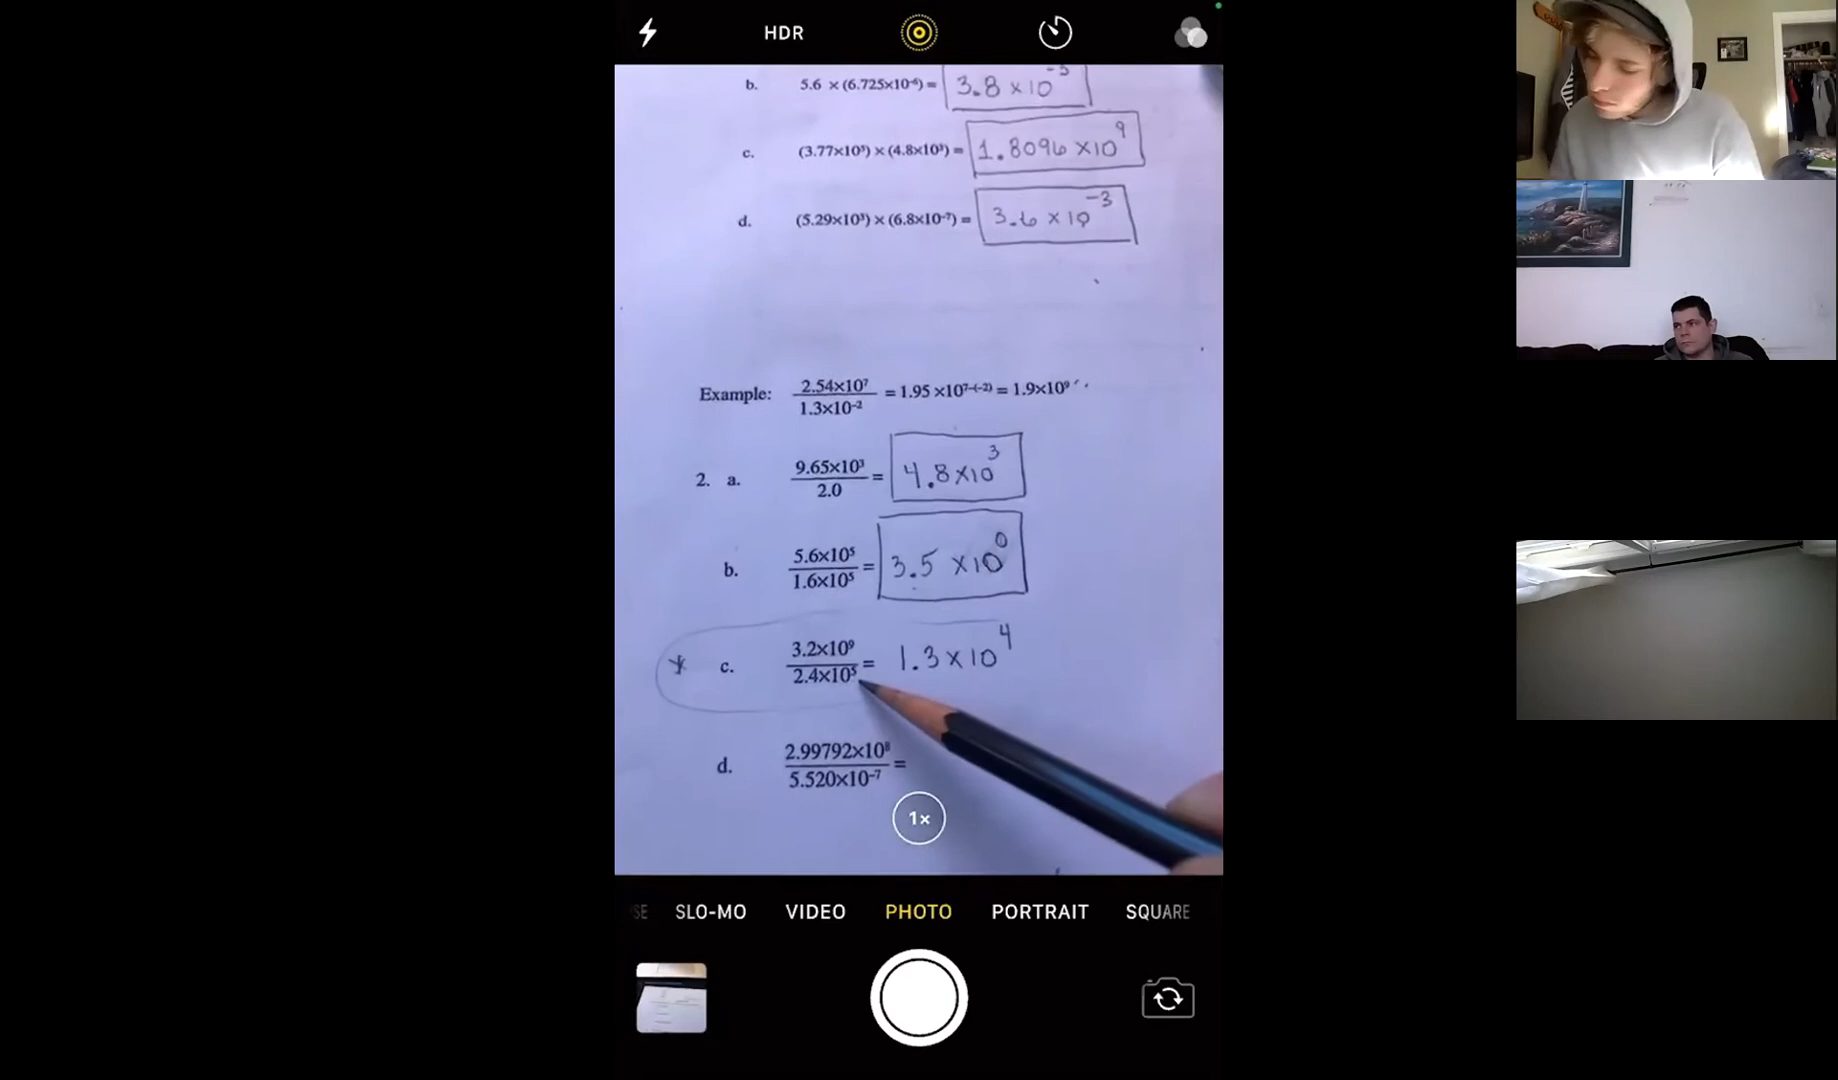 HDR
b. 5.6 × (6.725×10⁻⁶) = 3.8 × 10⁻⁵
c. (3.77×10⁵) × (4.8×10³) = 1.8096 ×10⁹
d. (5.29×10³) × (6.8×10⁻⁷) = 3.6 × 10⁻³
Example: 2.54×10⁷ / 1.3×10⁻² = 1.95 ×10⁷⁻⁽⁻²⁾ = 1.9×10⁹
2. a. 9.65×10³ / 2.0 = 4.8×10³
b. 5.6×10⁵ / 1.6×10⁵ = 3.5 ×10⁰
* c. 3.2×10⁹ / 2.4×10⁵ = 1.3×10⁴
d. 2.99792×10⁸ / 5.520×10⁻⁷ =
1×
SLO-MO VIDEO PHOTO PORTRAIT SQUARE